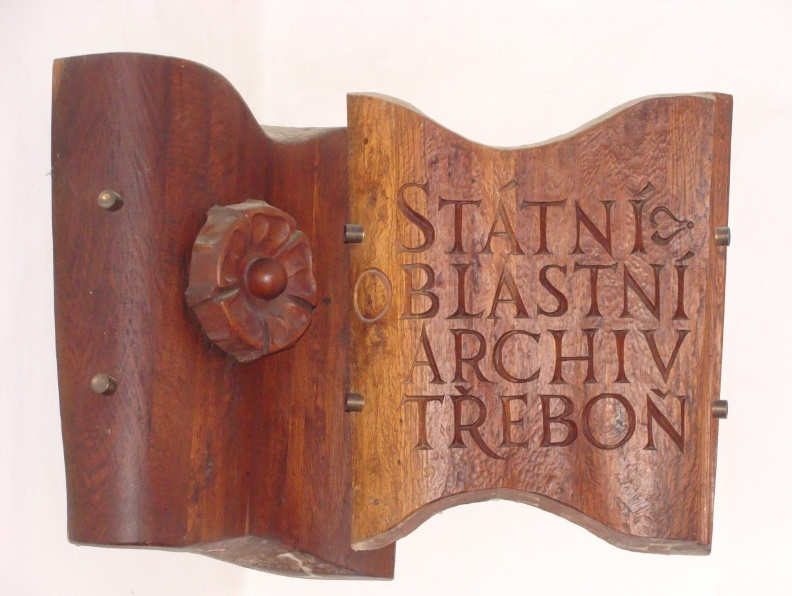 STÁTNÍ
OBLASTNÍ
ARCHIV
TŘEBOŇ